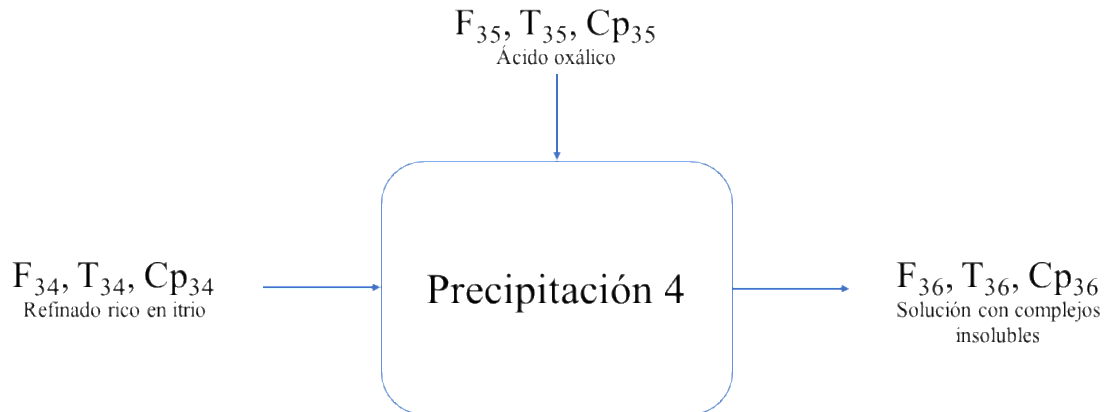 F₃₅, T₃₅, Cp₃₅
Ácido oxálico
F₃₄, T₃₄, Cp₃₄
Refinado rico en itrio
Precipitación 4
F₃₆, T₃₆, Cp₃₆
Solución con complejos
insolubles